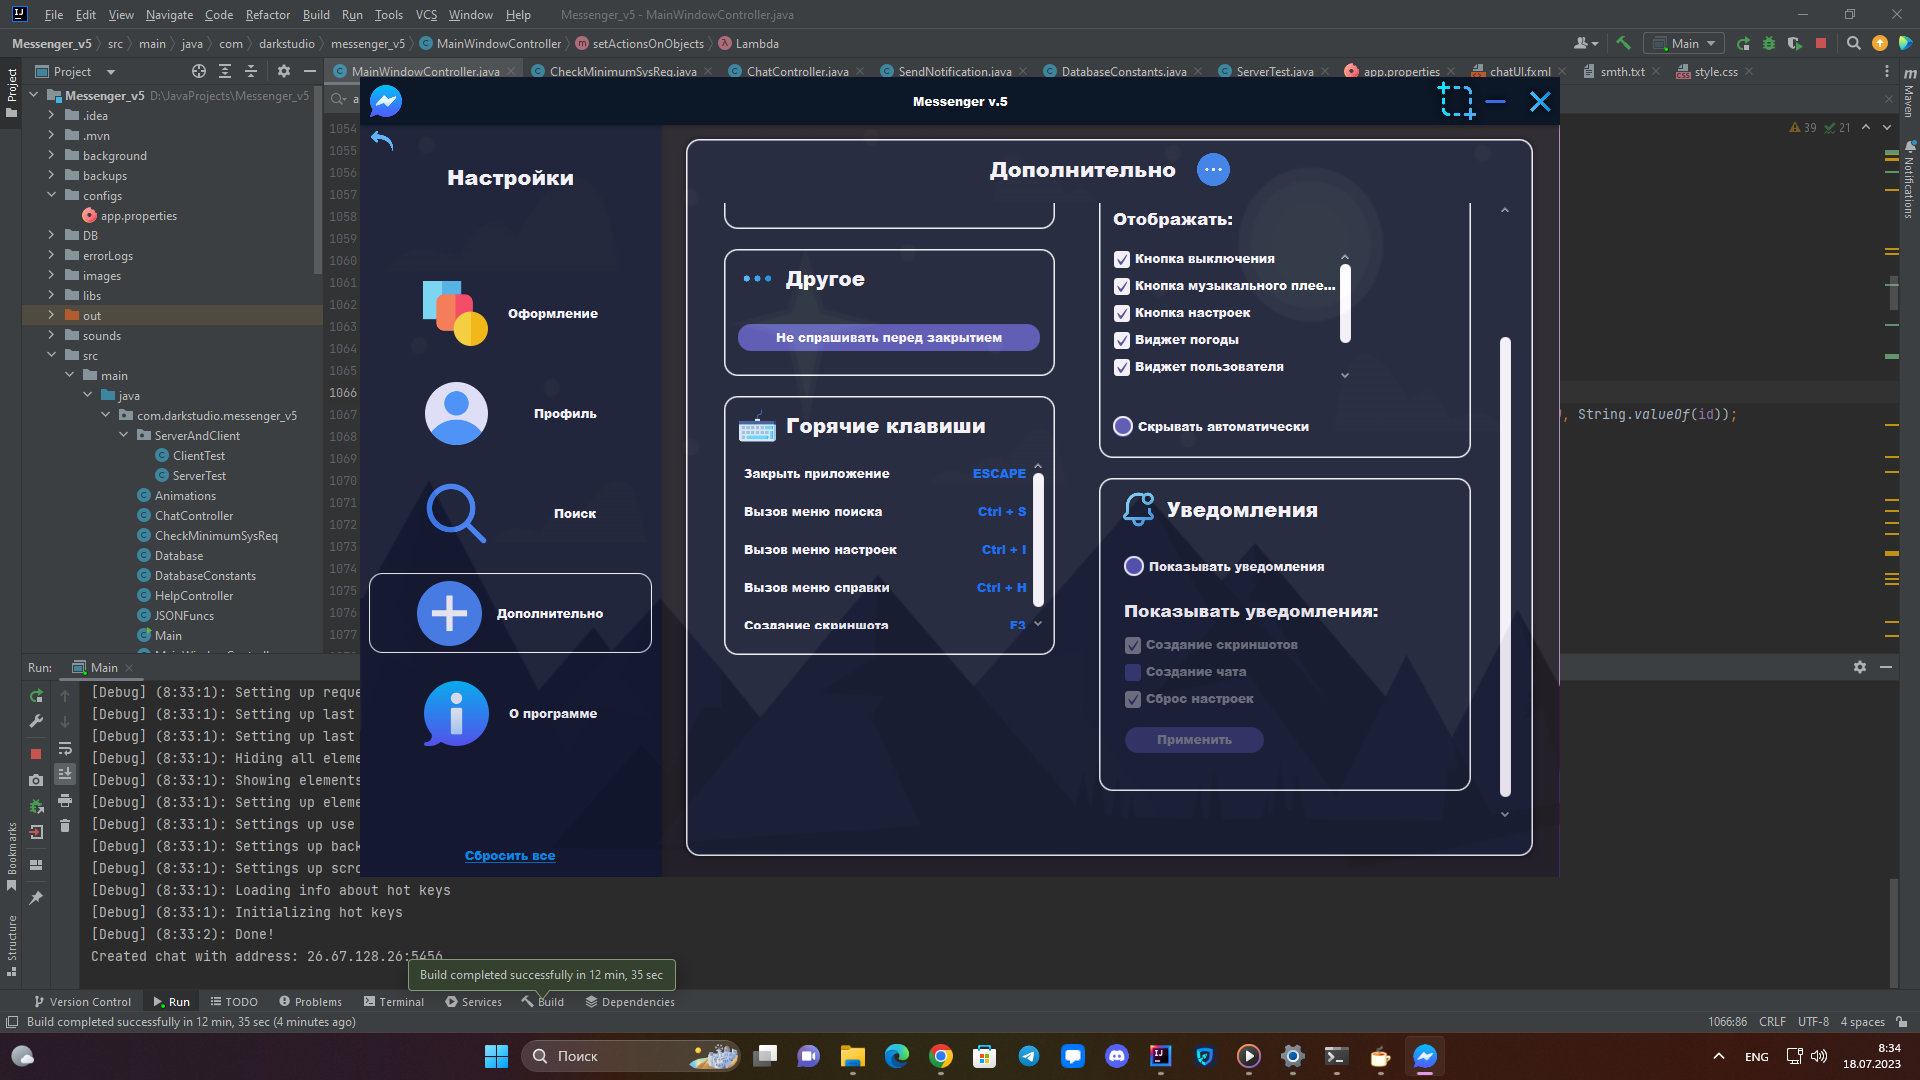 File Edit View Navigate Code Refactor Build Run Tools VCS Window Help Messenger_v5 - MainWindowController.java
Messenger_v5 src main java com darkstudio messenger_v5 MainWindowController setActionsOnObjects Lambda Main
Project
MainWindowController.java CheckMinimumSysReq.java ChatController.java SendNotification.java DatabaseConstants.java ServerTest.java app.properties chatUI.fxml smth.txt style.css
Messenger_v5 D:\JavaProjects\Messenger_v5
.idea
.mvn
background
backups
configs
app.properties
DB
errorLogs
images
libs
out
sounds
src
main
java
com.darkstudio.messenger_v5
ServerAndClient
ClientTest
ServerTest
Animations
ChatController
CheckMinimumSysReq
Database
DatabaseConstants
HelpController
JSONFuncs
Main
1054
1055
1056
1057
1058
1059
1060
1061
1062
1063
1064
1065
1066
1067
1068
1069
1070
1071
1072
1073
1074
1075
1076
1077
39 21
, String.valueOf(id));
Project
Bookmarks
Structure
Maven
Notifications
Messenger v.5
Настройки
Оформление
Профиль
Поиск
Дополнительно
О программе
Сбросить все
Дополнительно
Другое
Не спрашивать перед закрытием
Горячие клавиши
Закрыть приложение ESCAPE
Вызов меню поиска Ctrl + S
Вызов меню настроек Ctrl + I
Вызов меню справки Ctrl + H
Создание скриншота F3
Отображать:
Кнопка выключения
Кнопка музыкального плее...
Кнопка настроек
Виджет погоды
Виджет пользователя
Скрывать автоматически
Уведомления
Показывать уведомления
Показывать уведомления:
Создание скриншотов
Создание чата
Сброс настроек
Применить
Run: Main
[Debug] (8:33:1): Setting up reque
[Debug] (8:33:1): Setting up last
[Debug] (8:33:1): Setting up last
[Debug] (8:33:1): Hiding all eleme
[Debug] (8:33:1): Showing elements
[Debug] (8:33:1): Setting up eleme
[Debug] (8:33:1): Settings up use
[Debug] (8:33:1): Settings up back
[Debug] (8:33:1): Settings up scro
[Debug] (8:33:1): Loading info about hot keys
[Debug] (8:33:1): Initializing hot keys
[Debug] (8:33:2): Done!
Created chat with address: 26.67.128.26:5456
Build completed successfully in 12 min, 35 sec
Version Control Run TODO Problems Terminal Services Build Dependencies
Build completed successfully in 12 min, 35 sec (4 minutes ago) 1066:86 CRLF UTF-8 4 spaces
Поиск
ENG
8:34
18.07.2023